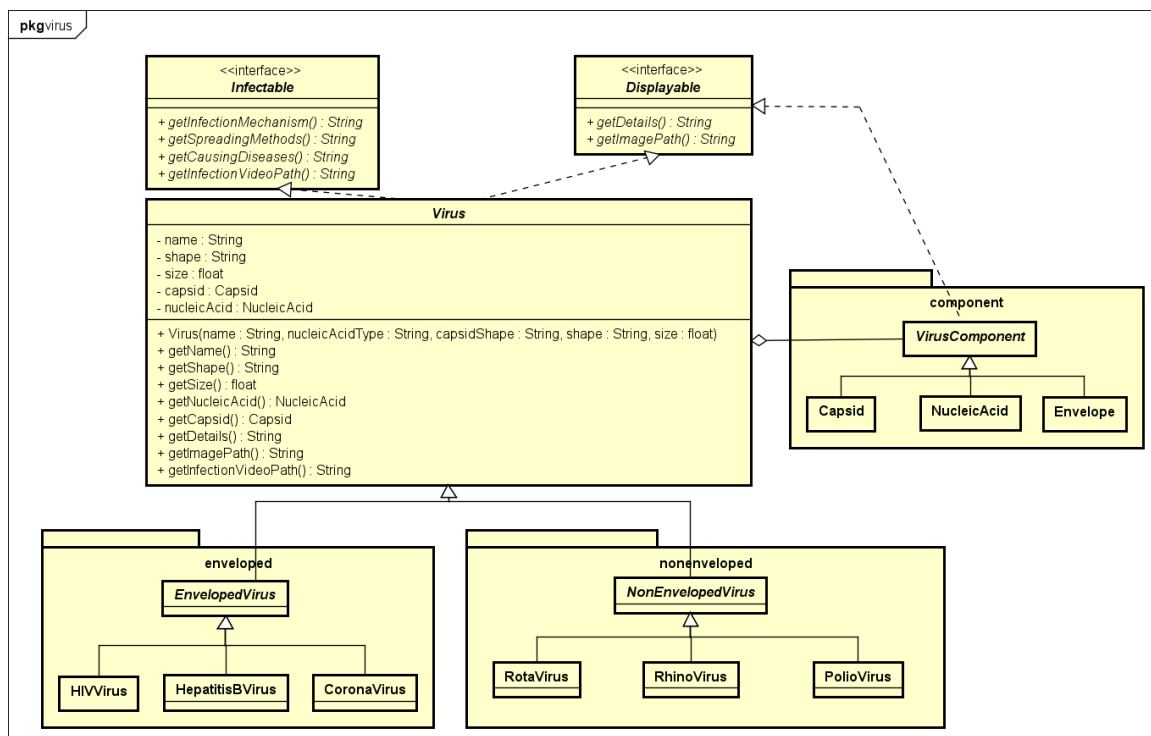 pkg virus
<<interface>>
Infectable
+ getInfectionMechanism() : String
+ getSpreadingMethods() : String
+ getCausingDiseases() : String
+ getInfectionVideoPath() : String
<<interface>>
Displayable
+ getDetails() : String
+ getImagePath() : String
Virus
- name : String
- shape : String
- size : float
- capsid : Capsid
- nucleicAcid : NucleicAcid
+ Virus(name : String, nucleicAcidType : String, capsidShape : String, shape : String, size : float)
+ getName() : String
+ getShape() : String
+ getSize() : float
+ getNucleicAcid() : NucleicAcid
+ getCapsid() : Capsid
+ getDetails() : String
+ getImagePath() : String
+ getInfectionVideoPath() : String
component
VirusComponent
Capsid
NucleicAcid
Envelope
enveloped
EnvelopedVirus
HIVVirus
HepatitisBVirus
CoronaVirus
nonenveloped
NonEnvelopedVirus
RotaVirus
RhinoVirus
PolioVirus